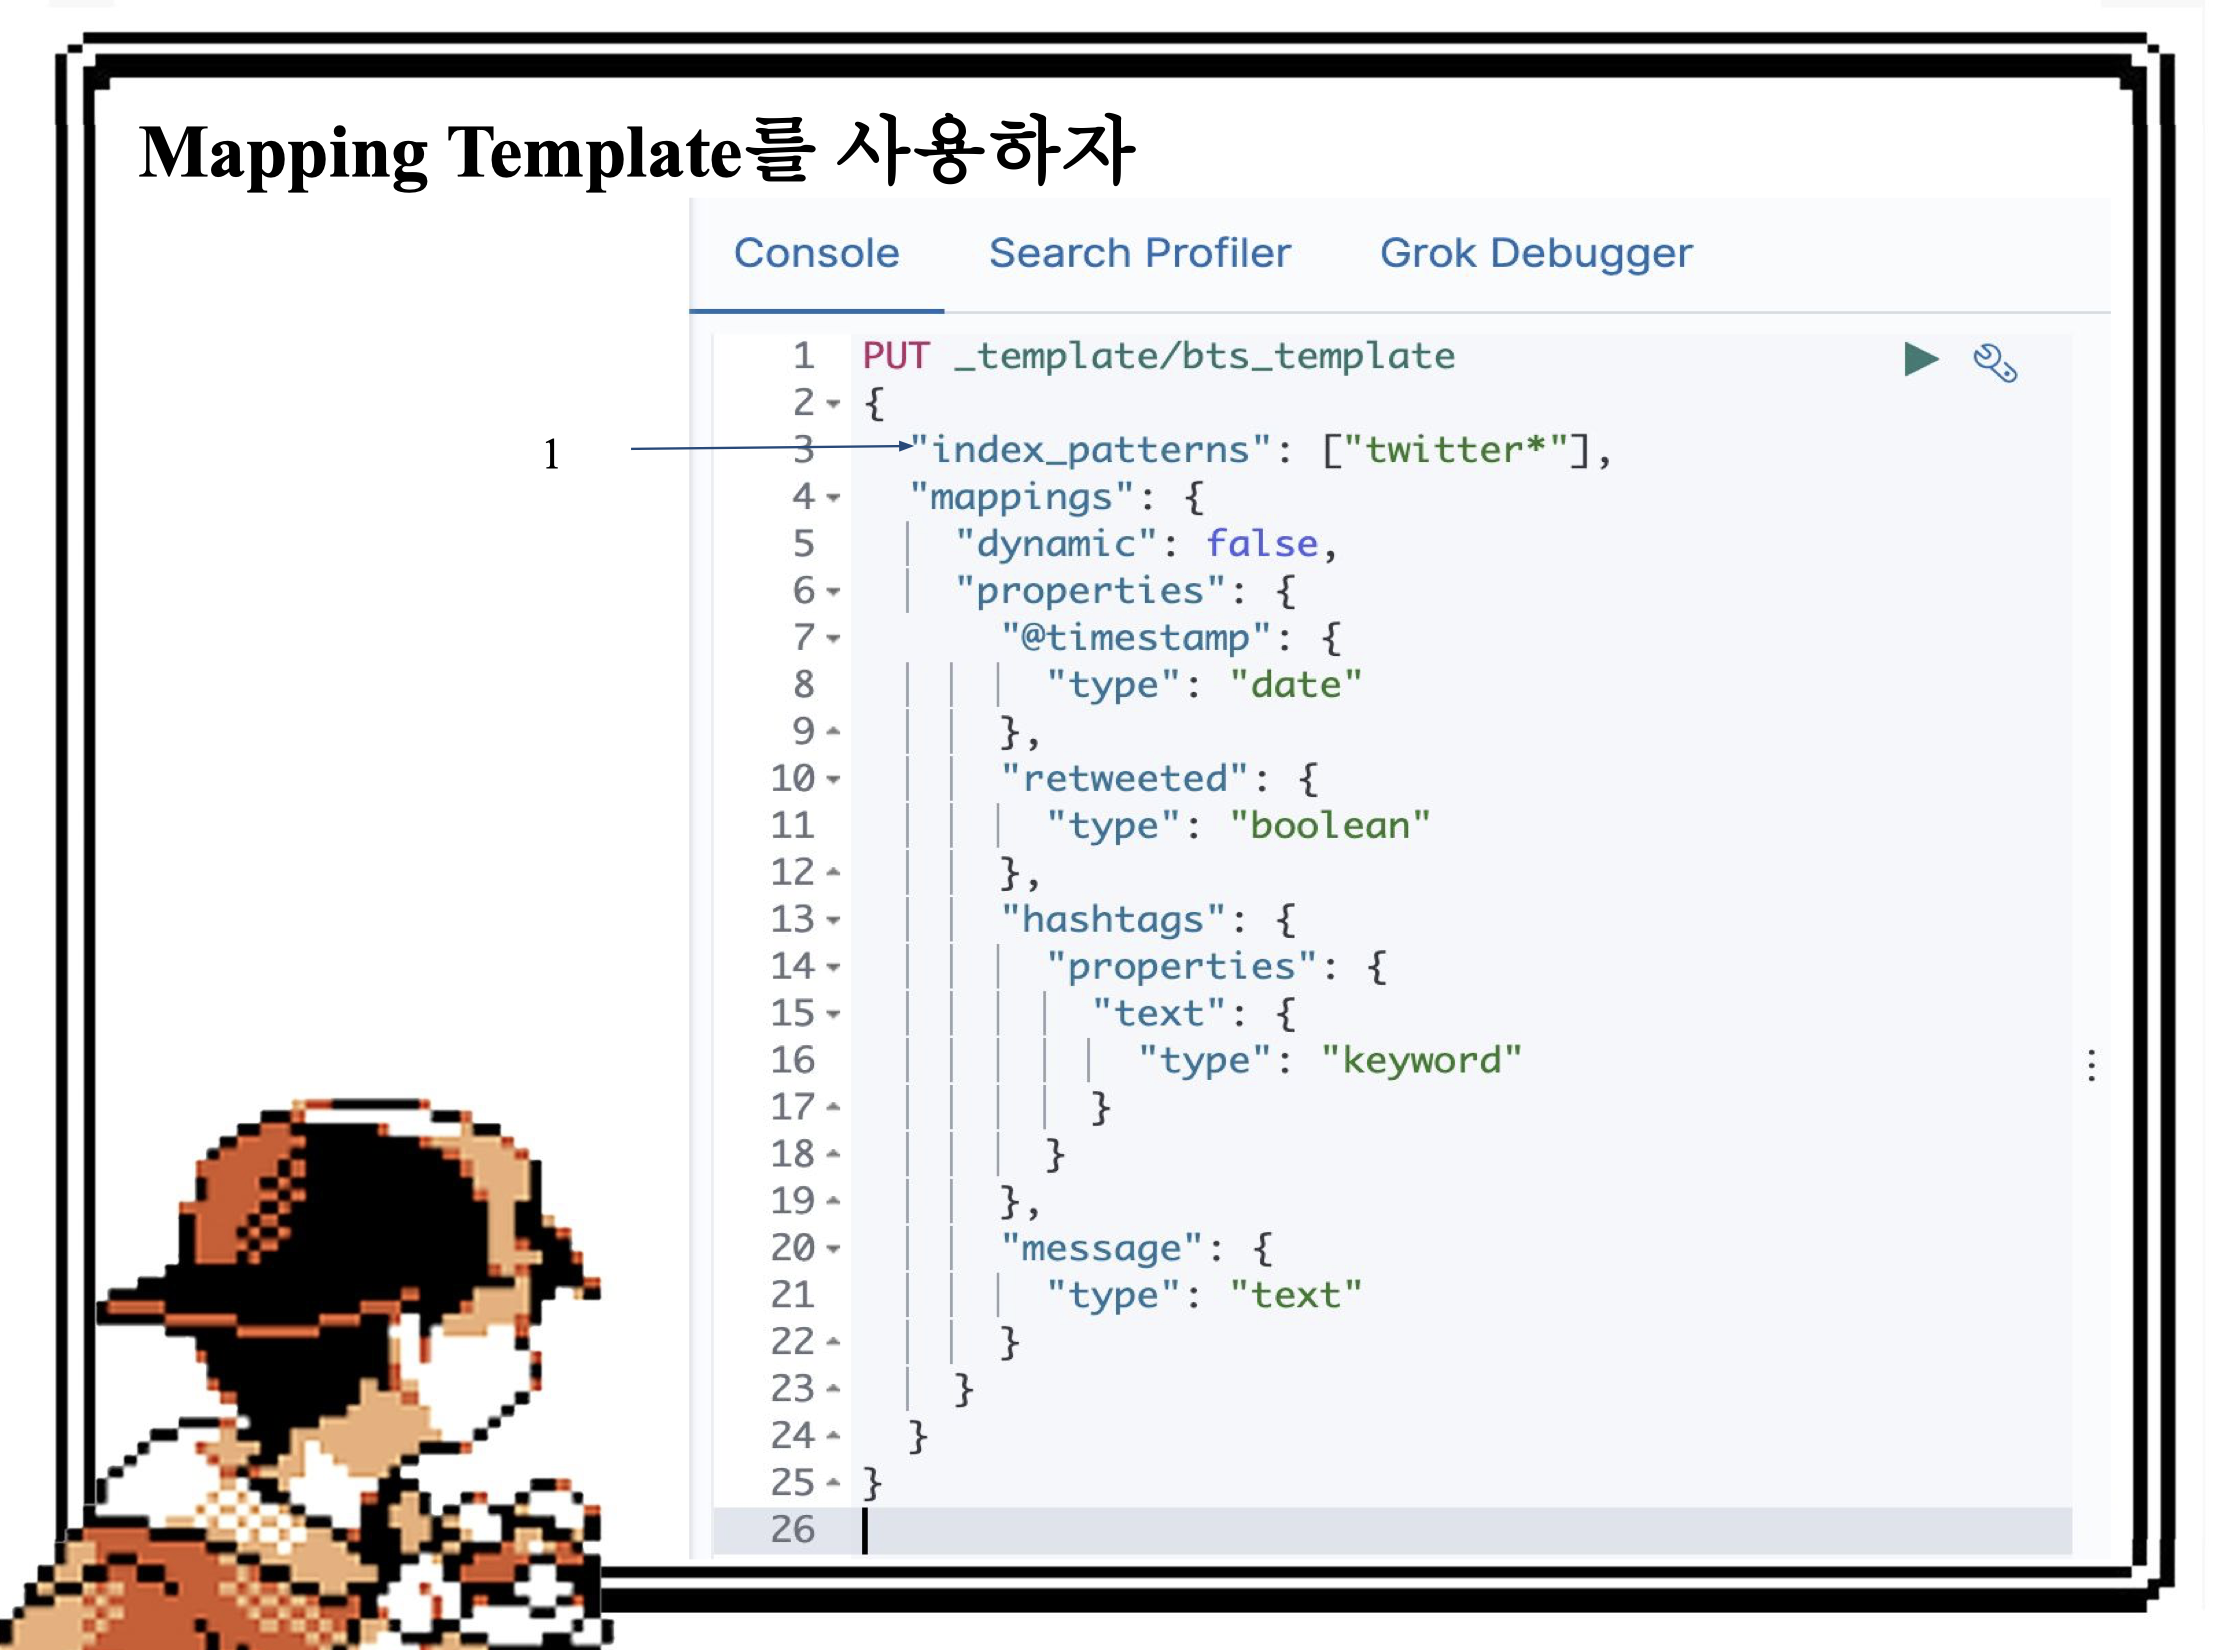 Mapping Template를 사용하자
Console Search Profiler Grok Debugger
1 PUT _template/bts_template
2 {
1
3 "index_patterns": ["twitter*"],
4 "mappings": {
5 "dynamic": false,
6 "properties": {
7 "@timestamp": {
8 "type": "date"
9 },
10 "retweeted": {
11 "type": "boolean"
12 },
13 "hashtags": {
14 "properties": {
15 "text": {
16 "type": "keyword"
17 }
18 }
19 },
20 "message": {
21 "type": "text"
22 }
23 }
24 }
25 }
26